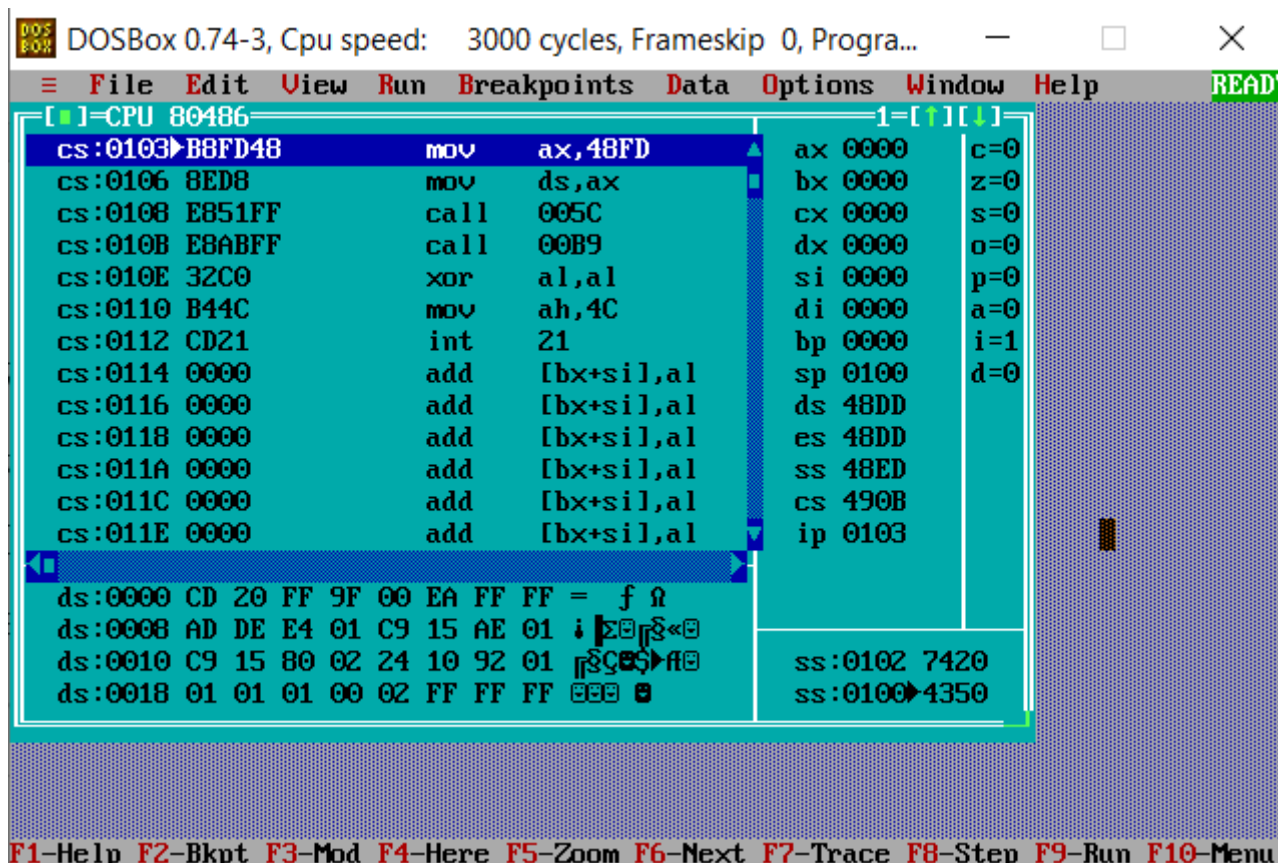 DOSBox 0.74-3, Cpu speed: 3000 cycles, Frameskip 0, Progra...
≡ File Edit View Run Breakpoints Data Options Window Help READY
[■]=CPU 80486 1=[↑][↓]
cs:0103►B8FD48 mov ax,48FD ax 0000 c=0
cs:0106 8ED8 mov ds,ax bx 0000 z=0
cs:0108 E851FF call 005C cx 0000 s=0
cs:010B E8ABFF call 00B9 dx 0000 o=0
cs:010E 32C0 xor al,al si 0000 p=0
cs:0110 B44C mov ah,4C di 0000 a=0
cs:0112 CD21 int 21 bp 0000 i=1
cs:0114 0000 add [bx+si],al sp 0100 d=0
cs:0116 0000 add [bx+si],al ds 48DD
cs:0118 0000 add [bx+si],al es 48DD
cs:011A 0000 add [bx+si],al ss 48ED
cs:011C 0000 add [bx+si],al cs 490B
cs:011E 0000 add [bx+si],al ip 0103
ds:0000 CD 20 FF 9F 00 EA FF FF = ƒ Ω
ds:0008 AD DE E4 01 C9 15 AE 01 ¡▐Σ☺╔§«☺
ds:0010 C9 15 80 02 24 10 92 01 ╔§Ç☻$►Æ☺ ss:0102 7420
ds:0018 01 01 01 00 02 FF FF FF ☺☺☺ ☻ ss:0100►4350
F1-Help F2-Bkpt F3-Mod F4-Here F5-Zoom F6-Next F7-Trace F8-Step F9-Run F10-Menu